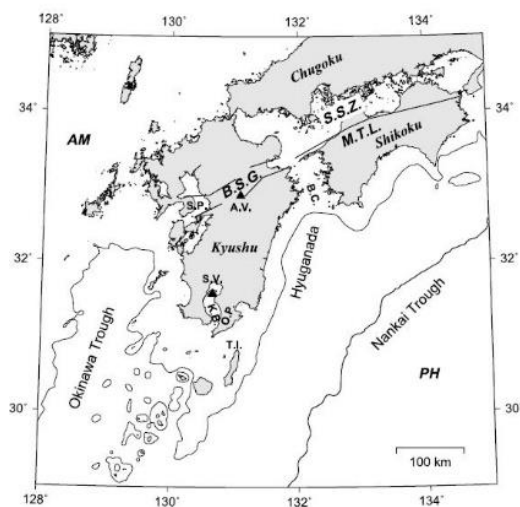 128˚ 130˚ 132˚ 134˚
Chugoku
34˚ 34˚
S.S.Z.
AM
M.T.L.
Shikoku
B.S.G.
B.C.
S.P.
A.V.
Kyushu
32˚ 32˚
Hyuganada
S.V.
K.B.
O.P.
Nankai Trough
Okinawa Trough
T.I.
PH
30˚ 30˚
100 km
128˚ 130˚ 132˚ 134˚